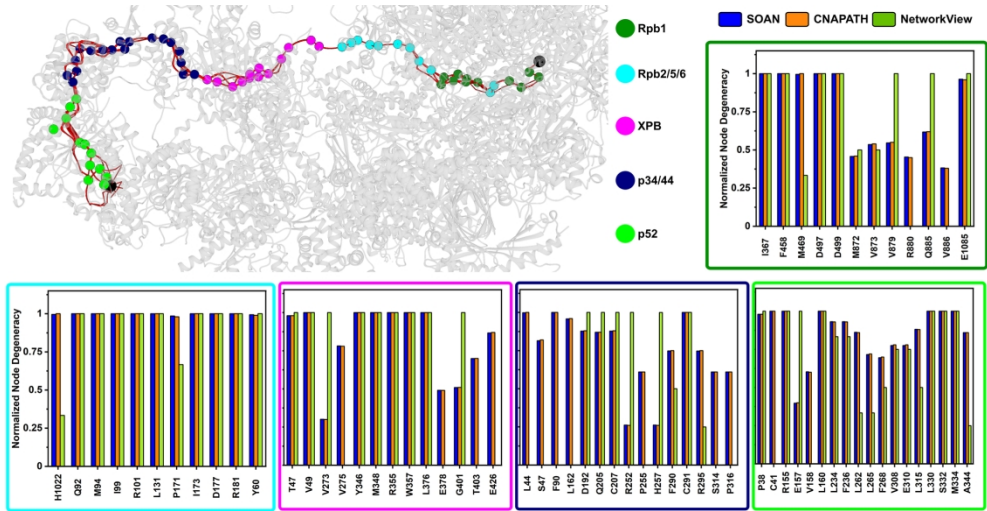 Rpb1
Rpb2/5/6
XPB
p34/44
p52
SOAN CNAPATH NetworkView
Normalized Node Degeneracy
1
0.75
0.5
0.25
0
I367 F458 M469 D497 D499 M872 V873 V879 R880 Q885 V886 E1085
Normalized Node Degeneracy
1
0.75
0.5
0.25
0
H1022 Q92 M94 I99 R101 L131 P171 I173 D177 R181 Y60
T47 V49 V273 V275 Y346 M348 R355 W357 L376 E378 G401 T403 E426
L44 S47 F90 L162 D192 Q205 C207 R252 P255 H257 F290 C291 R295 S314 P316
P38 C41 R155 E157 V158 L160 L234 F236 L262 L265 F268 V308 E310 L315 L330 S332 M334 A344